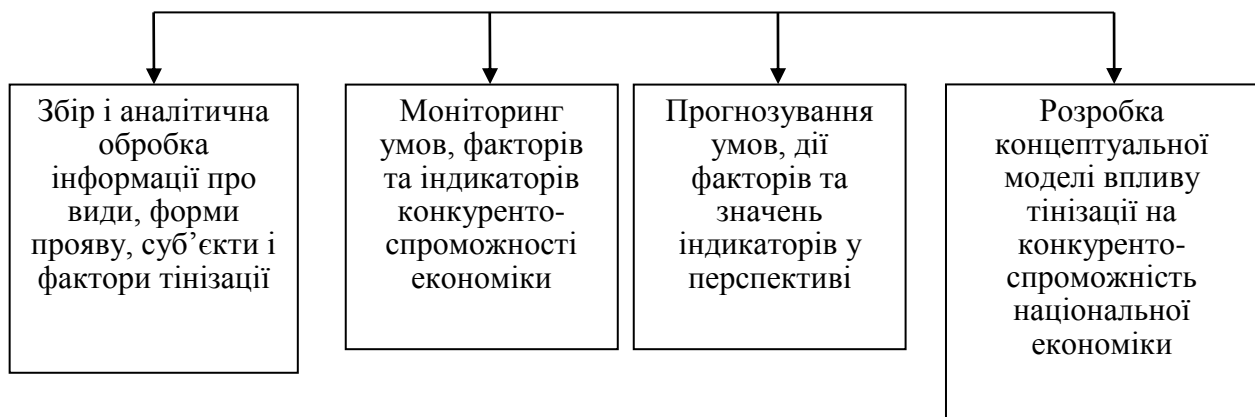 Збір і аналітична
обробка
інформації про
види, форми
прояву, суб’єкти і
фактори тінізації
Моніторинг
умов, факторів
та індикаторів
конкуренто-
спроможності
економіки
Прогнозування
умов, дії
факторів та
значень
індикаторів у
перспективі
Розробка
концептуальної
моделі впливу
тінізації на
конкуренто-
спроможність
національної
економіки